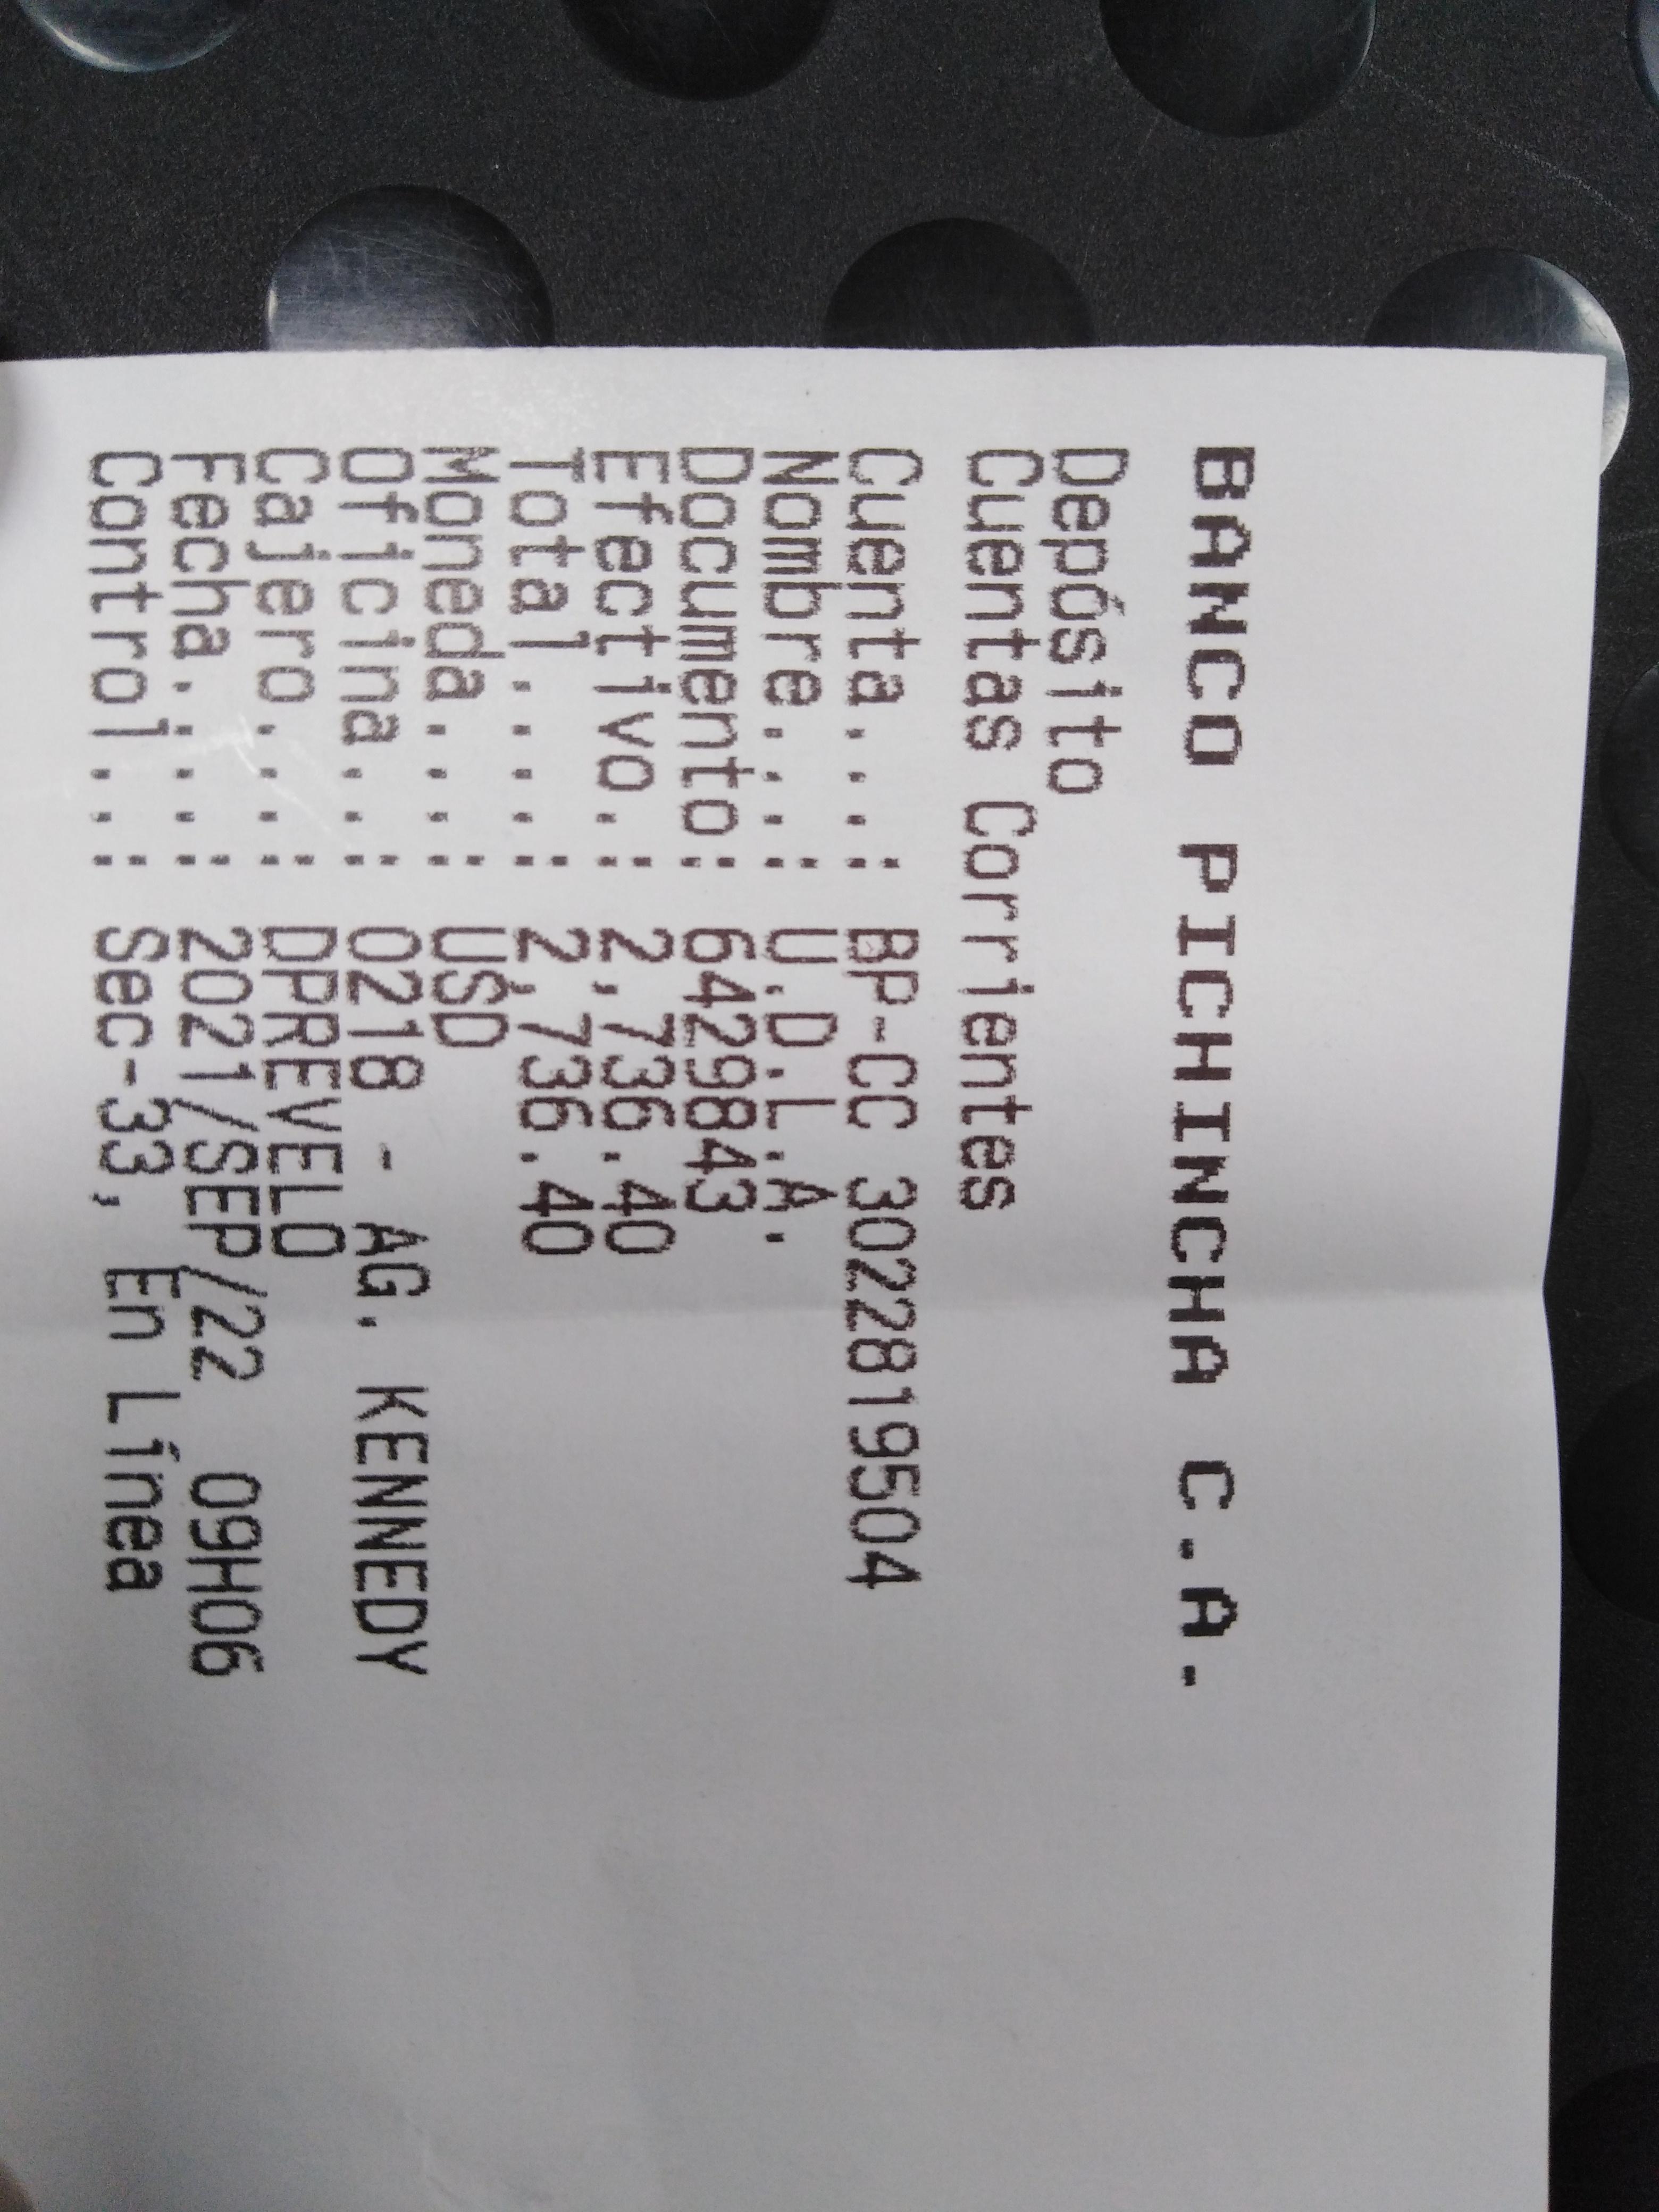 BANCO PICHINCHA C.A.
Depósito
Cuentas Corrientes
Cuenta....: BP-CC 3022819504
Nombre....: U.D.L.A.
Documento: 6429843
Efectivo..: 2,736.40
Total.....: 2,736.40
Moneda....: USD
Oficina...: 0218 - AG. KENNEDY
Cajero....: DPREVELO
Fecha.....: 2021/SEP/22 09H06
Control...: Sec-33, En Línea